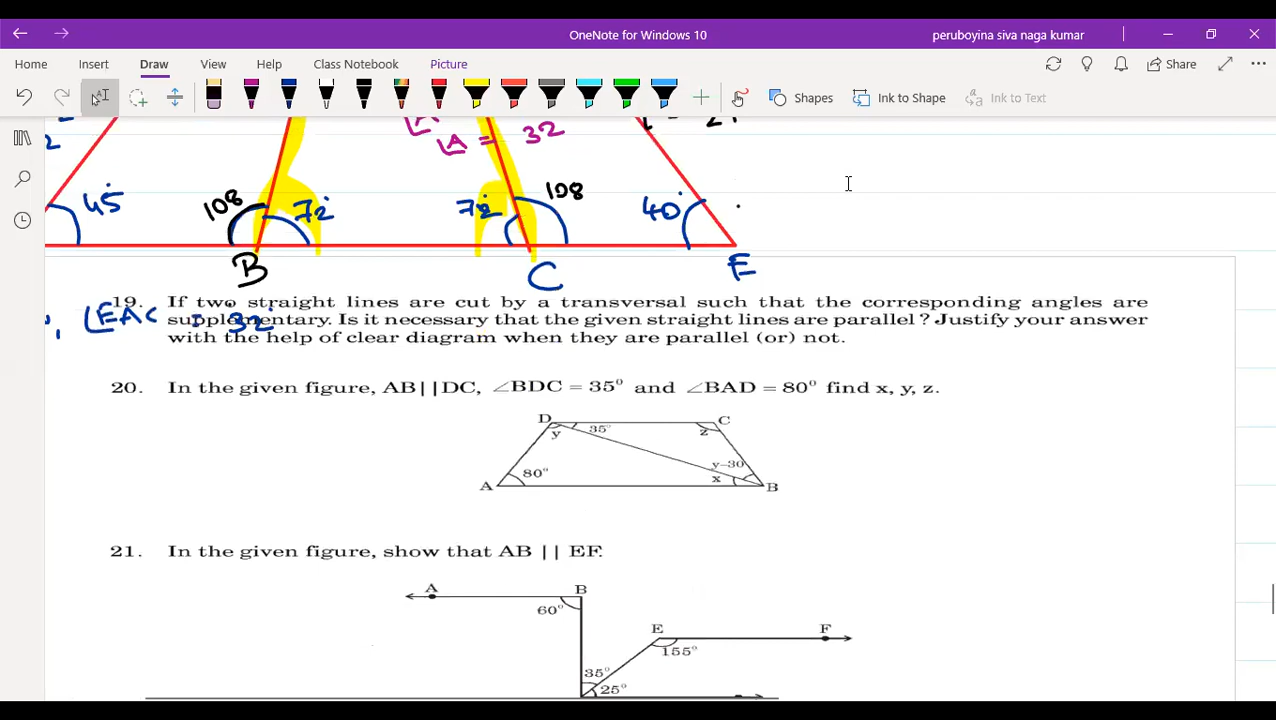 OneNote for Windows 10
peruboyina siva naga kumar
Home Insert Draw View Help Class Notebook Picture
Share
Shapes
Ink to Shape
Ink to Text
∠A = 32
45
108
72
72
108
40
B
C
E
∠EAC = 32
19. If two straight lines are cut by a transversal such that the corresponding angles are
supplementary. Is it necessary that the given straight lines are parallel ? Justify your answer
with the help of clear diagram when they are parallel (or) not.
20. In the given figure, AB||DC, ∠BDC = 35° and ∠BAD = 80° find x, y, z.
D
C
y
35°
z
80°
y–30
x
A
B
21. In the given figure, show that AB || EF.
A
B
60°
E
F
155°
35°
25°